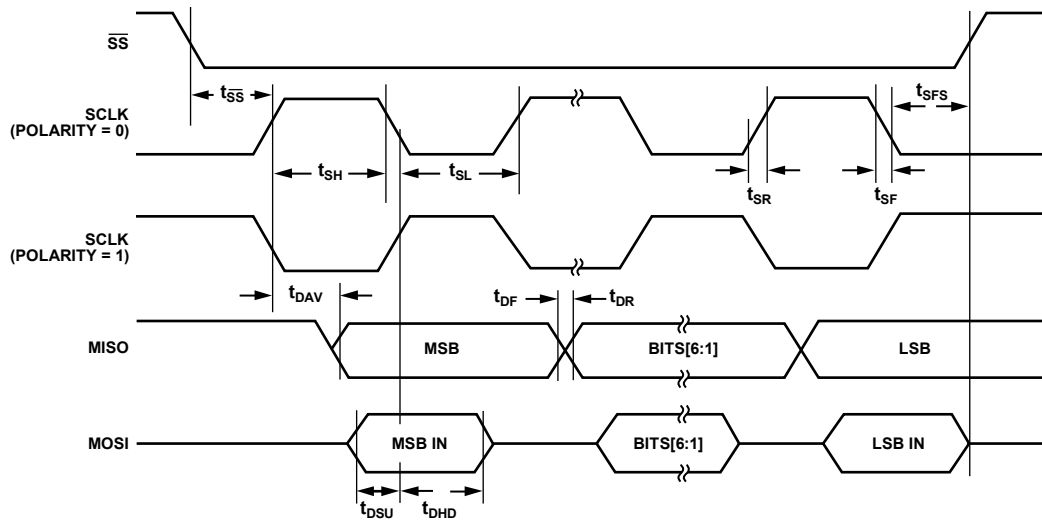 SS
tSS
tSFS
SCLK
(POLARITY = 0)
tSH
tSL
tSR
tSF
SCLK
(POLARITY = 1)
tDAV
tDF
tDR
MISO
MSB
BITS[6:1]
LSB
MOSI
MSB IN
BITS[6:1]
LSB IN
tDSU
tDHD